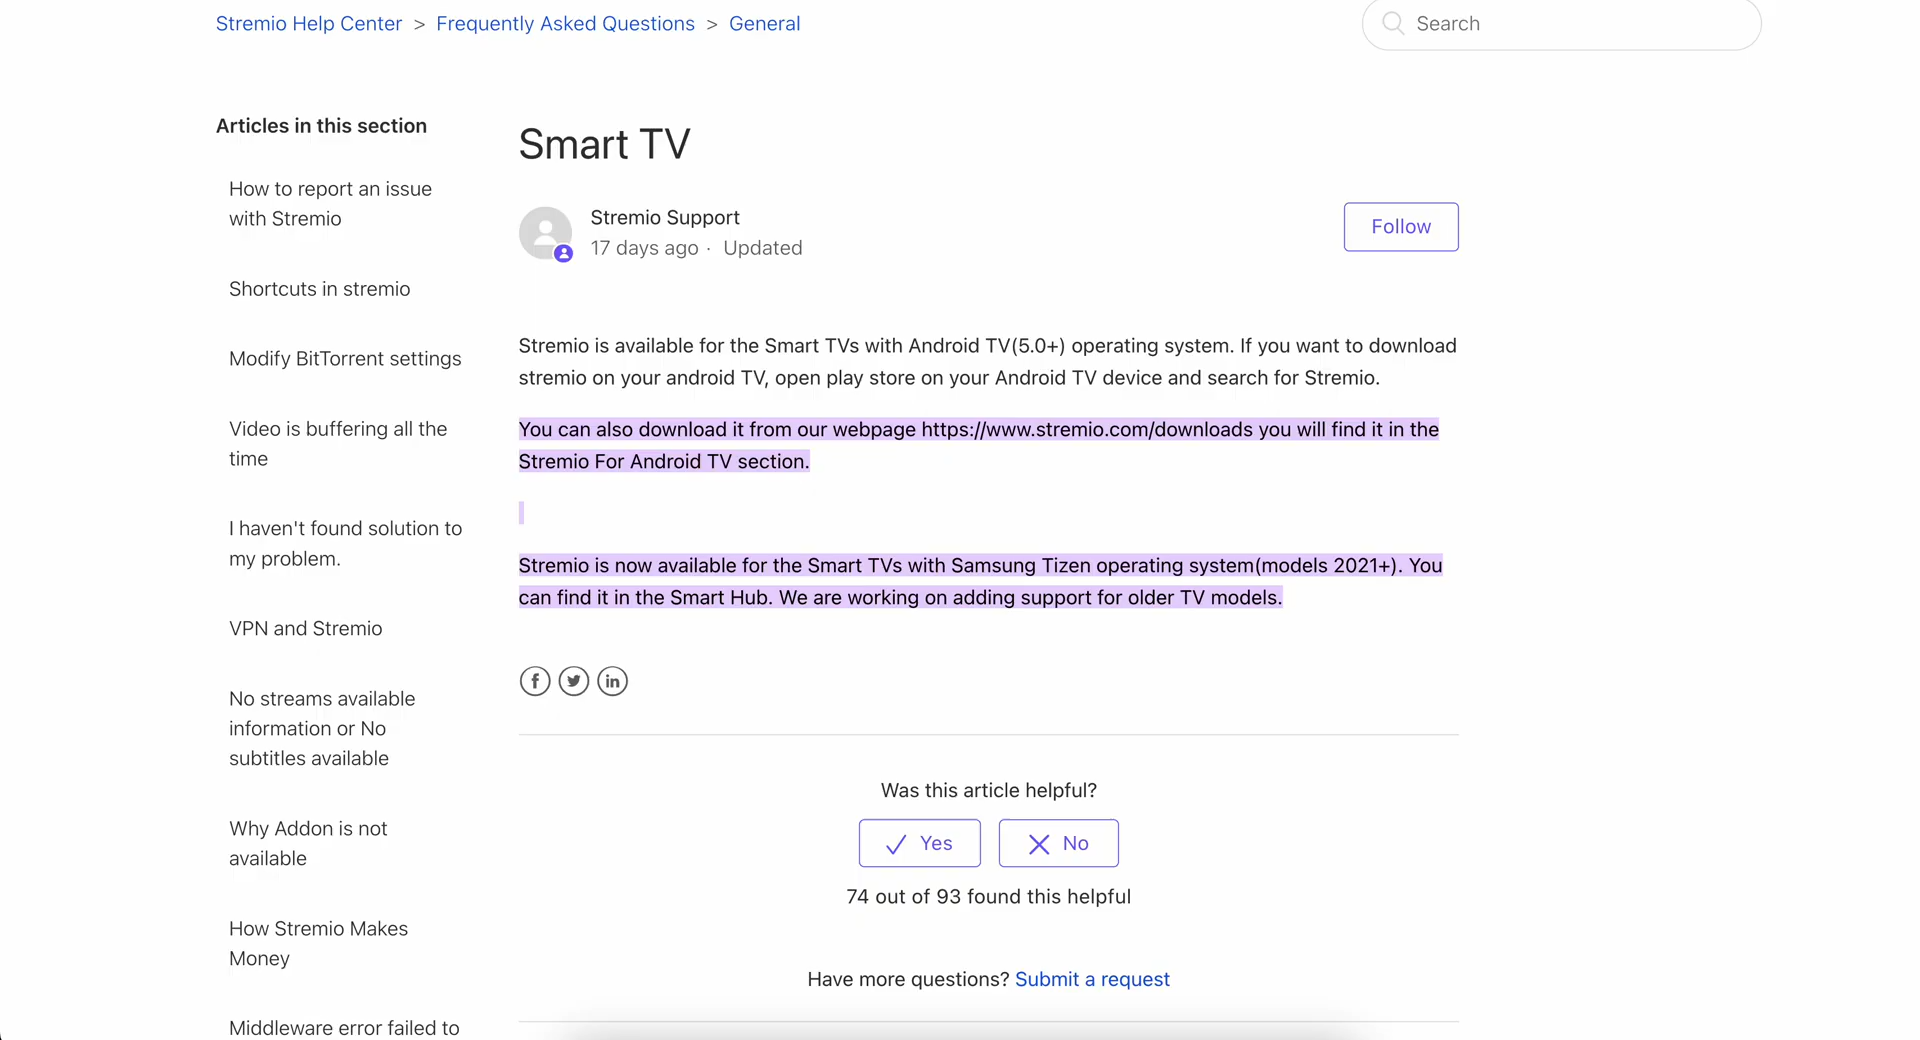 Stremio Help Center > Frequently Asked Questions > General
Search
Articles in this section
How to report an issue
with Stremio
Shortcuts in stremio
Modify BitTorrent settings
Video is buffering all the
time
I haven't found solution to
my problem.
VPN and Stremio
No streams available
information or No
subtitles available
Why Addon is not
available
How Stremio Makes
Money
Middleware error failed to
Smart TV
Stremio Support
17 days ago · Updated
Follow
Stremio is available for the Smart TVs with Android TV(5.0+) operating system. If you want to download
stremio on your android TV, open play store on your Android TV device and search for Stremio.
You can also download it from our webpage https://www.stremio.com/downloads you will find it in the
Stremio For Android TV section.
Stremio is now available for the Smart TVs with Samsung Tizen operating system(models 2021+). You
can find it in the Smart Hub. We are working on adding support for older TV models.
Was this article helpful?
Yes
No
74 out of 93 found this helpful
Have more questions? Submit a request